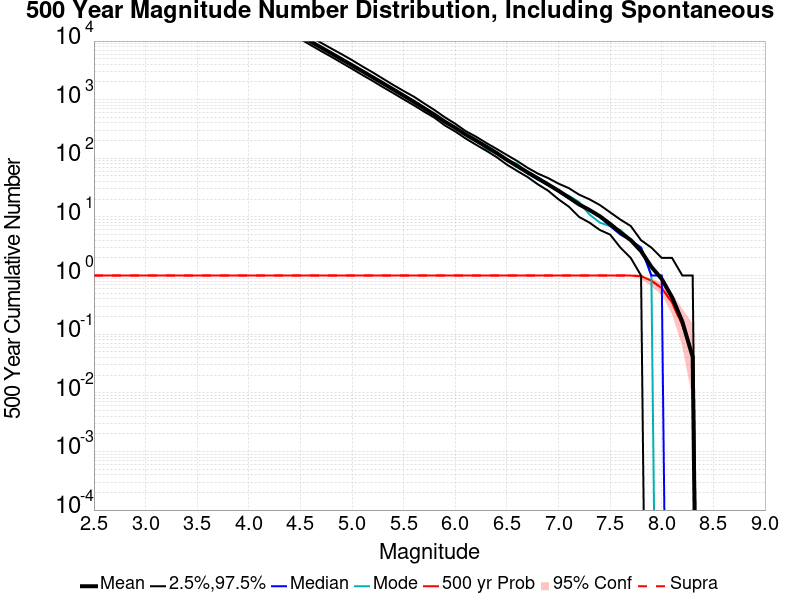 500 Year Magnitude Number Distribution, Including Spontaneous
10^4
10^3
10^2
10^1
10^0
10^-1
10^-2
10^-3
10^-4
500 Year Cumulative Number
2.5 3.0 3.5 4.0 4.5 5.0 5.5 6.0 6.5 7.0 7.5 8.0 8.5 9.0
Magnitude
Mean 2.5%,97.5% Median Mode 500 yr Prob 95% Conf Supra